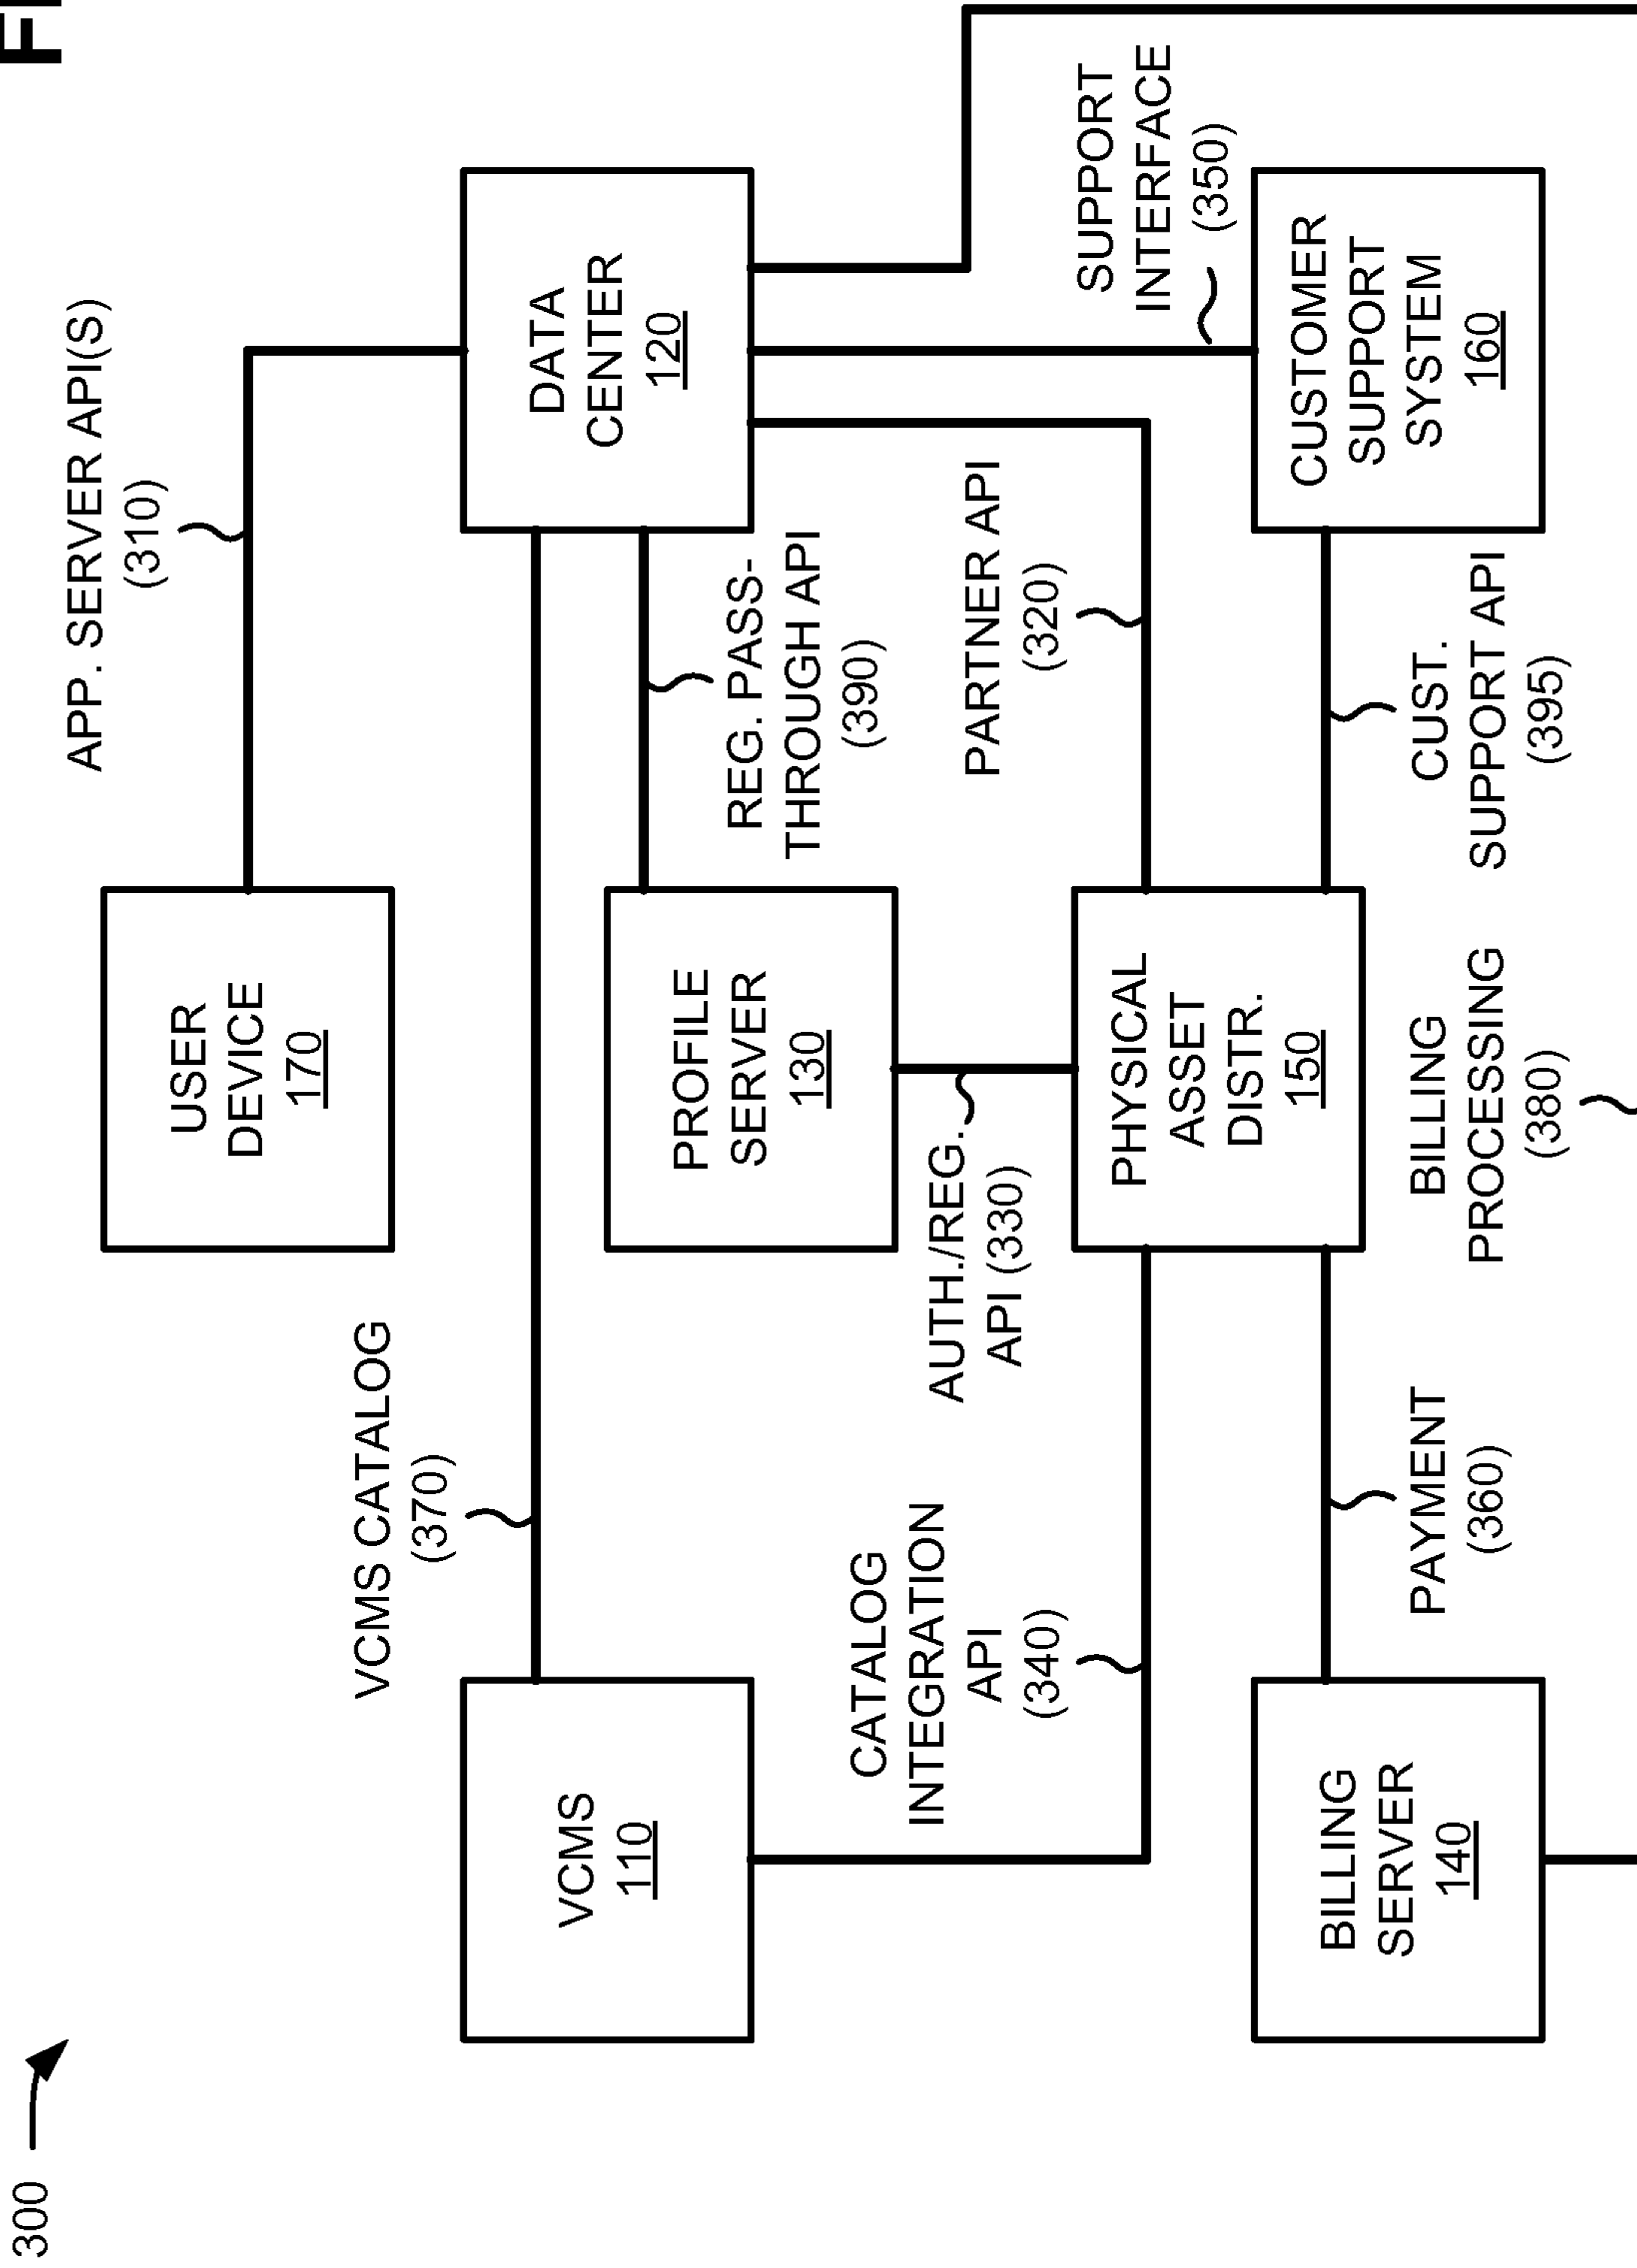 300
APP. SERVER API(S)
(310)
USER
DEVICE
170
VCMS CATALOG
(370)
VCMS
110
DATA
CENTER
120
PROFILE
SERVER
130
REG. PASS-
THROUGH API
(390)
CATALOG
INTEGRATION
API
(340)
AUTH./REG.
API (330)
PARTNER API
(320)
SUPPORT
INTERFACE
(350)
PHYSICAL
ASSET
DISTR.
150
BILLING
SERVER
140
CUSTOMER
SUPPORT
SYSTEM
160
PAYMENT
(360)
BILLING
PROCESSING
(380)
CUST.
SUPPORT API
(395)